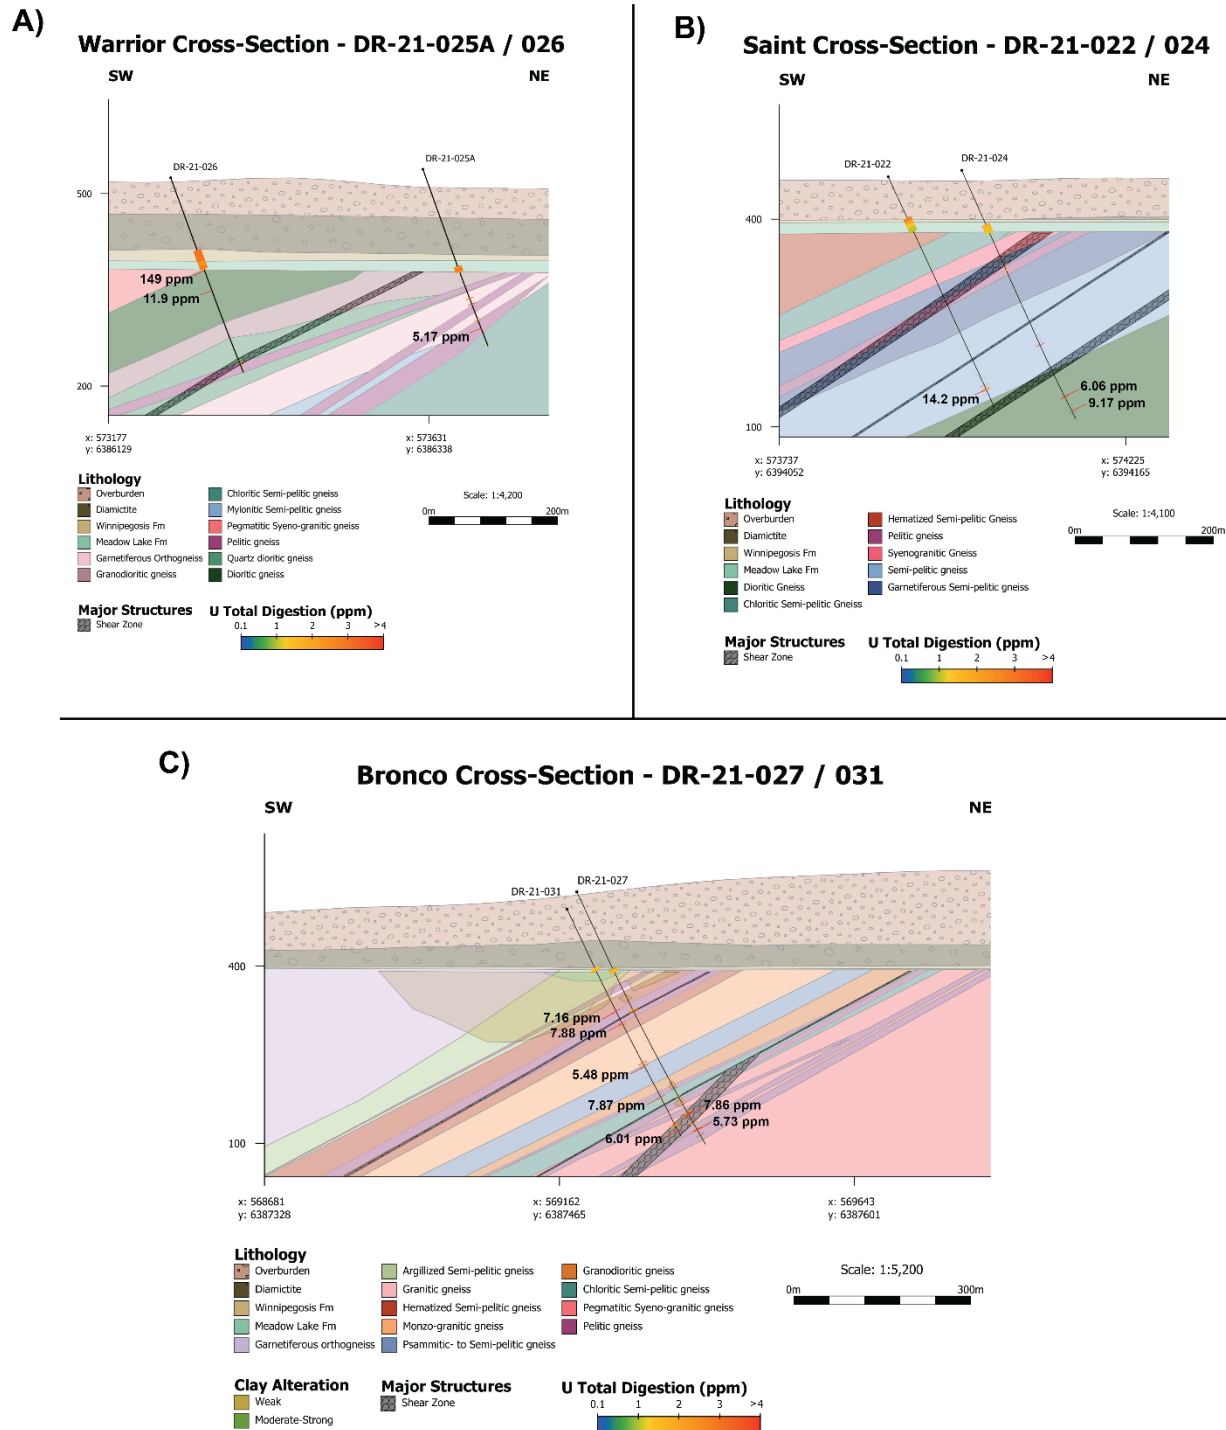 A)
Warrior Cross-Section - DR-21-025A / 026
SW
NE
DR-21-026
DR-21-025A
500
149 ppm
11.9 ppm
5.17 ppm
200
x: 573177
y: 6386129
x: 573631
y: 6386338
Lithology
Overburden
Diamictite
Winnipegosis Fm
Meadow Lake Fm
Garnetiferous Orthogneiss
Granodioritic gneiss
Chloritic Semi-pelitic gneiss
Mylonitic Semi-pelitic gneiss
Pegmatitic Syeno-granitic gneiss
Pelitic gneiss
Quartz dioritic gneiss
Dioritic gneiss
Scale: 1:4,200
0m
200m
Major Structures
Shear Zone
U Total Digestion (ppm)
0.1 1 2 3 >4
B)
Saint Cross-Section - DR-21-022 / 024
SW
NE
DR-21-022
DR-21-024
400
14.2 ppm
6.06 ppm
9.17 ppm
100
x: 573737
y: 6394052
x: 574225
y: 6394165
Lithology
Overburden
Diamictite
Winnipegosis Fm
Meadow Lake Fm
Dioritic Gneiss
Chloritic Semi-pelitic Gneiss
Hematized Semi-pelitic Gneiss
Pelitic gneiss
Syenogranitic Gneiss
Semi-pelitic gneiss
Garnetiferous Semi-pelitic gneiss
Scale: 1:4,100
0m
200m
Major Structures
Shear Zone
U Total Digestion (ppm)
0.1 1 2 3 >4
C)
Bronco Cross-Section - DR-21-027 / 031
SW
NE
DR-21-027
DR-21-031
400
7.16 ppm
7.88 ppm
5.48 ppm
7.87 ppm
7.86 ppm
5.73 ppm
6.01 ppm
100
x: 568681
y: 6387328
x: 569162
y: 6387465
x: 569643
y: 6387601
Lithology
Overburden
Diamictite
Winnipegosis Fm
Meadow Lake Fm
Garnetiferous orthogneiss
Argillized Semi-pelitic gneiss
Granitic gneiss
Hematized Semi-pelitic gneiss
Monzo-granitic gneiss
Psammitic- to Semi-pelitic gneiss
Granodioritic gneiss
Chloritic Semi-pelitic gneiss
Pegmatitic Syeno-granitic gneiss
Pelitic gneiss
Scale: 1:5,200
0m
300m
Clay Alteration
Weak
Moderate-Strong
Major Structures
Shear Zone
U Total Digestion (ppm)
0.1 1 2 3 >4